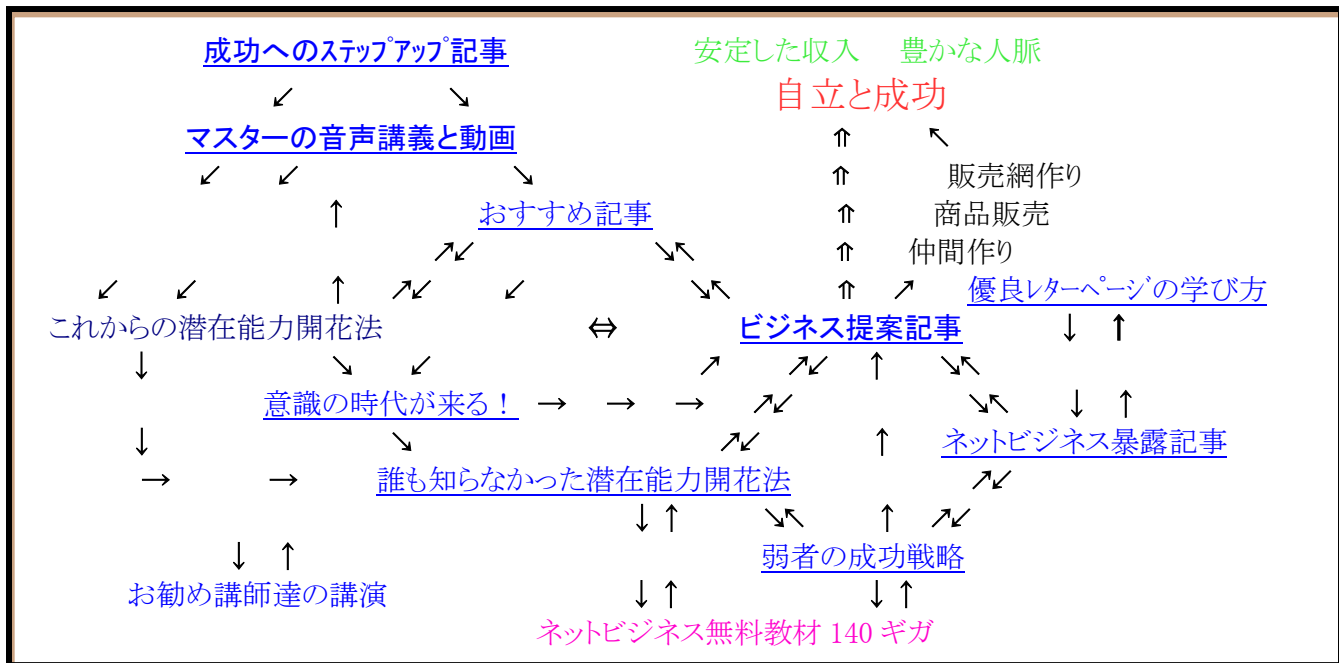 成功へのｽﾃｯﾌﾟｱｯﾌﾟ記事 安定した収入 豊かな人脈
自立と成功
↙ ↘
マスターの音声講義と動画 ⇑ ↖
↙ ↙ ↘ ⇑ 販売網作り
↑ おすすめ記事 ⇑ 商品販売
↗↙ ↘↖ ⇑ 仲間作り
↙ ↙ ↑ ↗↙ ↙ ↘↖ ⇑ ↗ 優良ﾚﾀｰﾍﾟｰｼﾞの学び方
これからの潜在能力開花法 ⇔ ビジネス提案記事 ↓ ↑
↓ ↘ ↙ ↗ ↗↙ ↑ ↘↖
意識の時代が来る！ → → → ↗↙ ↘↖ ↓ ↑
↓ ↘ ↗↙ ↑ ネットビジネス暴露記事
→ → 誰も知らなかった潜在能力開花法 ↗↙
↓ ↑ ↘↖ ↑ ↗↙
↓ ↑ 弱者の成功戦略
お勧め講師達の講演 ↓ ↑ ↓ ↑
ネットビジネス無料教材 140 ギガ